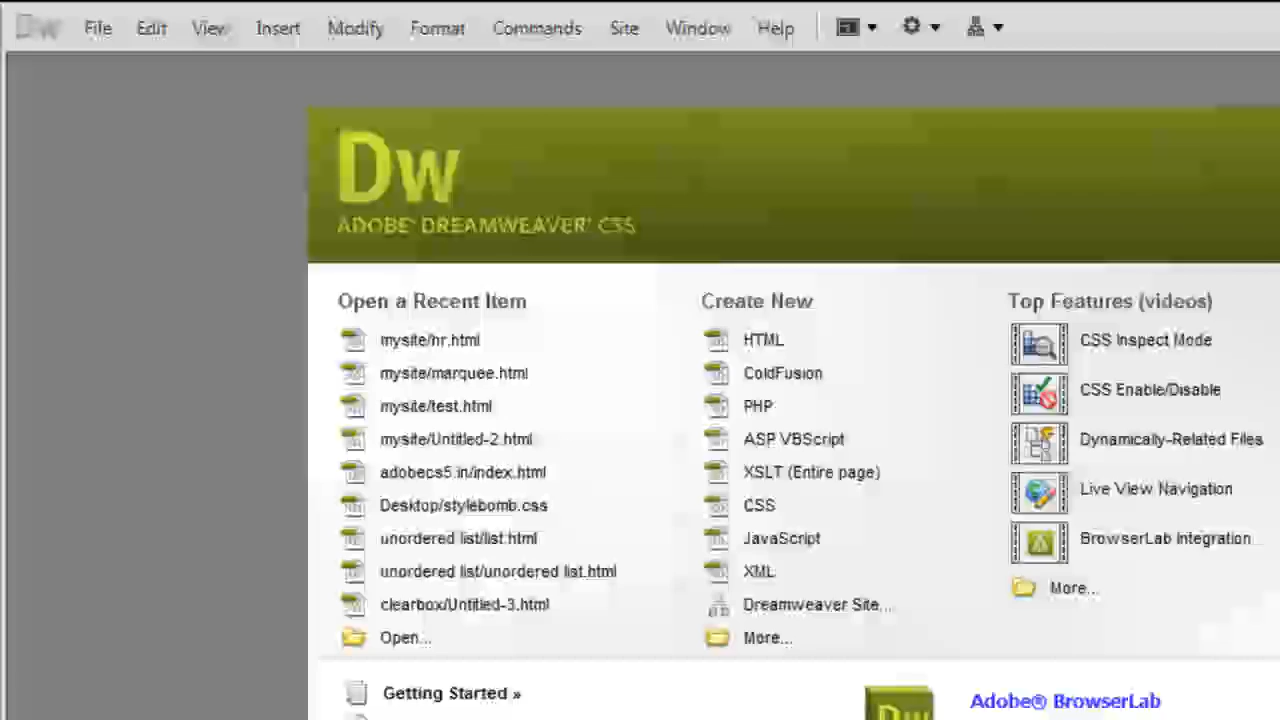 Dw File Edit View Insert Modify Format Commands Site Window Help
Dw
ADOBE® DREAMWEAVER® CS5
Open a Recent Item
mysite/hr.html
mysite/marquee.html
mysite/test.html
mysite/Untitled-2.html
adobecs5.in/index.html
Desktop/stylebomb.css
unordered list/list.html
unordered list/unordered list.html
clearbox/Untitled-3.html
Open...
Create New
HTML
ColdFusion
PHP
ASP VBScript
XSLT (Entire page)
CSS
JavaScript
XML
Dreamweaver Site...
More...
Top Features (videos)
CSS Inspect Mode
CSS Enable/Disable
Dynamically-Related Files
Live View Navigation
BrowserLab Integration
More...
Getting Started »
Dw
Adobe® BrowserLab